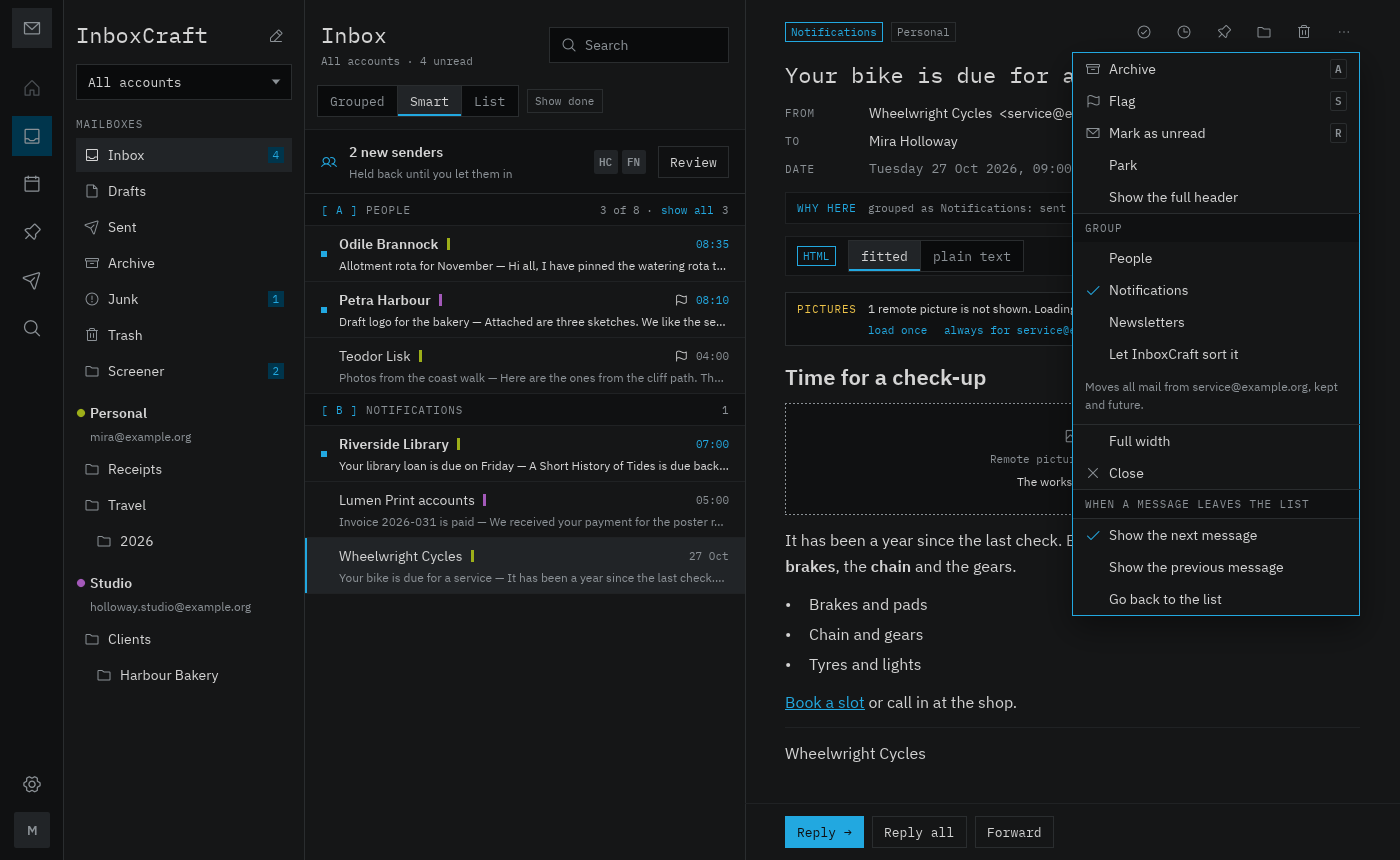 InboxCraft
All accounts
MAILBOXES
Inbox 4
Drafts
Sent
Archive
Junk 1
Trash
Screener 2
Personal
mira@example.org
Receipts
Travel
2026
Studio
holloway.studio@example.org
Clients
Harbour Bakery
M
Inbox
All accounts · 4 unread
Search
Grouped Smart List Show done
2 new senders
Held back until you let them in
HC FN Review
[ A ] PEOPLE 3 of 8 · show all 3
Odile Brannock 08:35
Allotment rota for November — Hi all, I have pinned the watering rota t…
Petra Harbour 08:10
Draft logo for the bakery — Attached are three sketches. We like the se…
Teodor Lisk 04:00
Photos from the coast walk — Here are the ones from the cliff path. Th…
[ B ] NOTIFICATIONS 1
Riverside Library 07:00
Your library loan is due on Friday — A Short History of Tides is due back…
Lumen Print accounts 05:00
Invoice 2026-031 is paid — We received your payment for the poster r…
Wheelwright Cycles 27 Oct
Your bike is due for a service — It has been a year since the last check.…
Notifications Personal
Your bike is due for a
FROM Wheelwright Cycles <service@e
TO Mira Holloway
DATE Tuesday 27 Oct 2026, 09:00
WHY HERE grouped as Notifications: sent
HTML fitted plain text
PICTURES 1 remote picture is not shown. Loading
load once always for service@e
Time for a check-up
Remote pictu
The works
It has been a year since the last check.
brakes, the chain and the gears.
• Brakes and pads
• Chain and gears
• Tyres and lights
Book a slot or call in at the shop.
Wheelwright Cycles
Reply → Reply all Forward
Archive A
Flag S
Mark as unread R
Park
Show the full header
GROUP
People
Notifications
Newsletters
Let InboxCraft sort it
Moves all mail from service@example.org, kept
and future.
Full width
Close
WHEN A MESSAGE LEAVES THE LIST
Show the next message
Show the previous message
Go back to the list